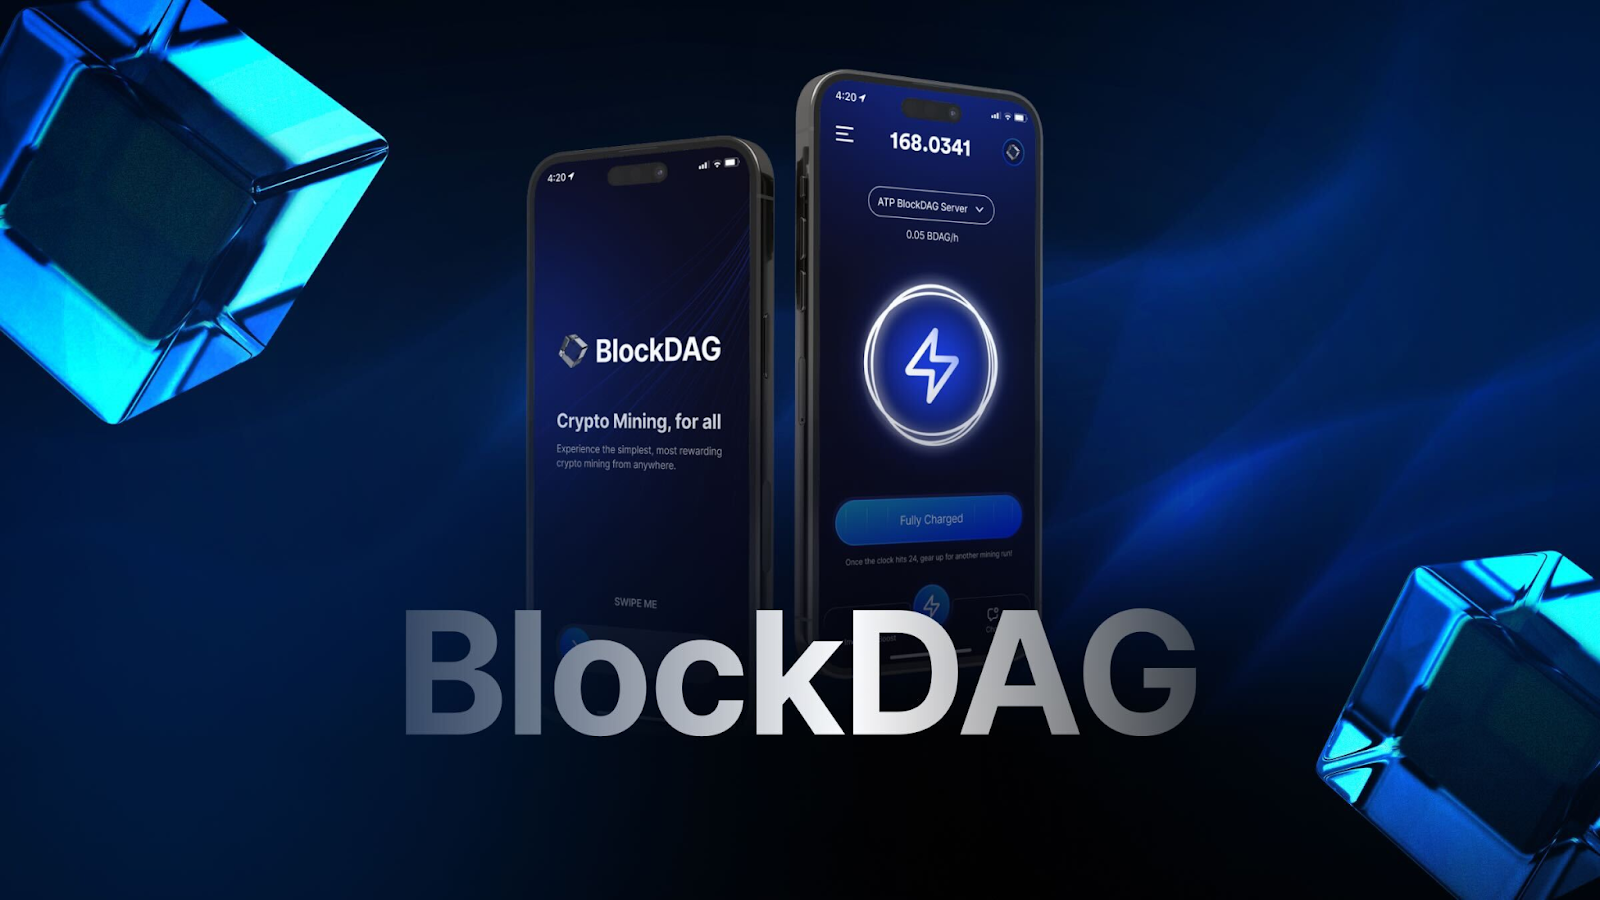 4:20
BlockDAG
Crypto Mining, for all
Experience the simplest, most rewarding
crypto mining from anywhere.
SWIPE ME
4:20
168.0341
ATP BlockDAG Server
0.05 BDAG/h
Fully Charged
Once the clock hits 24, gear up for another mining run!
BlockDAG